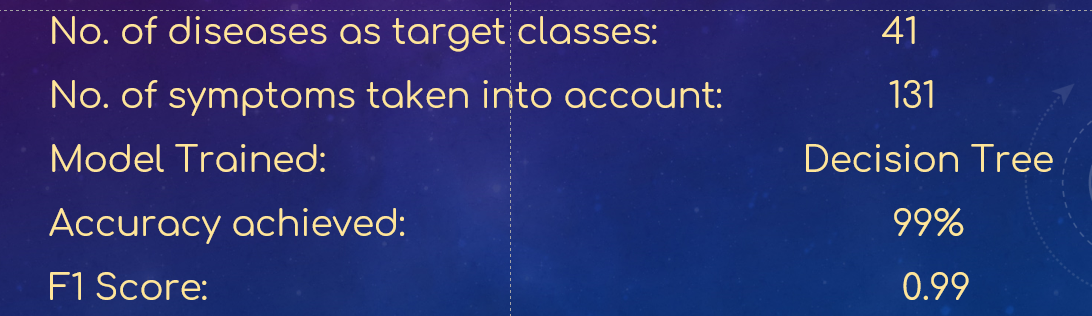 No. of diseases as target classes: 41
No. of symptoms taken into account: 131
Model Trained: Decision Tree
Accuracy achieved: 99%
F1 Score: 0.99